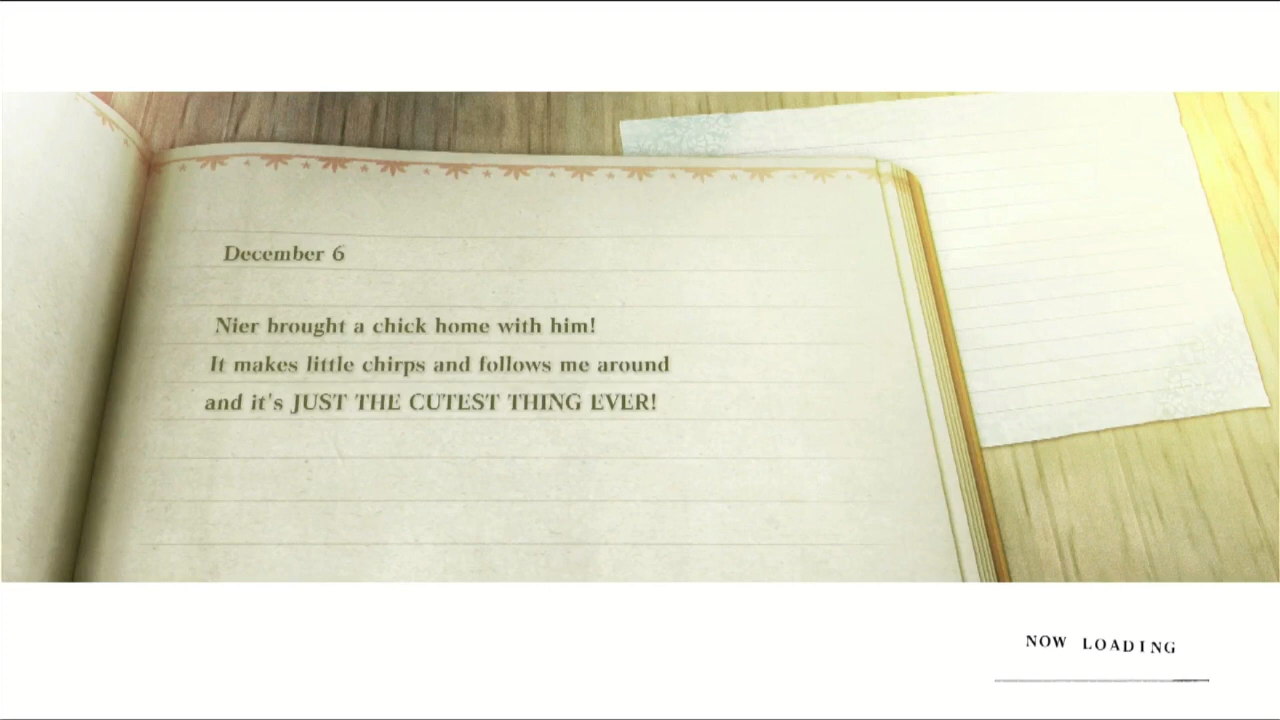 December 6
Nier brought a chick home with him!
It makes little chirps and follows me around
and it's JUST THE CUTEST THING EVER!
NOW LOADING